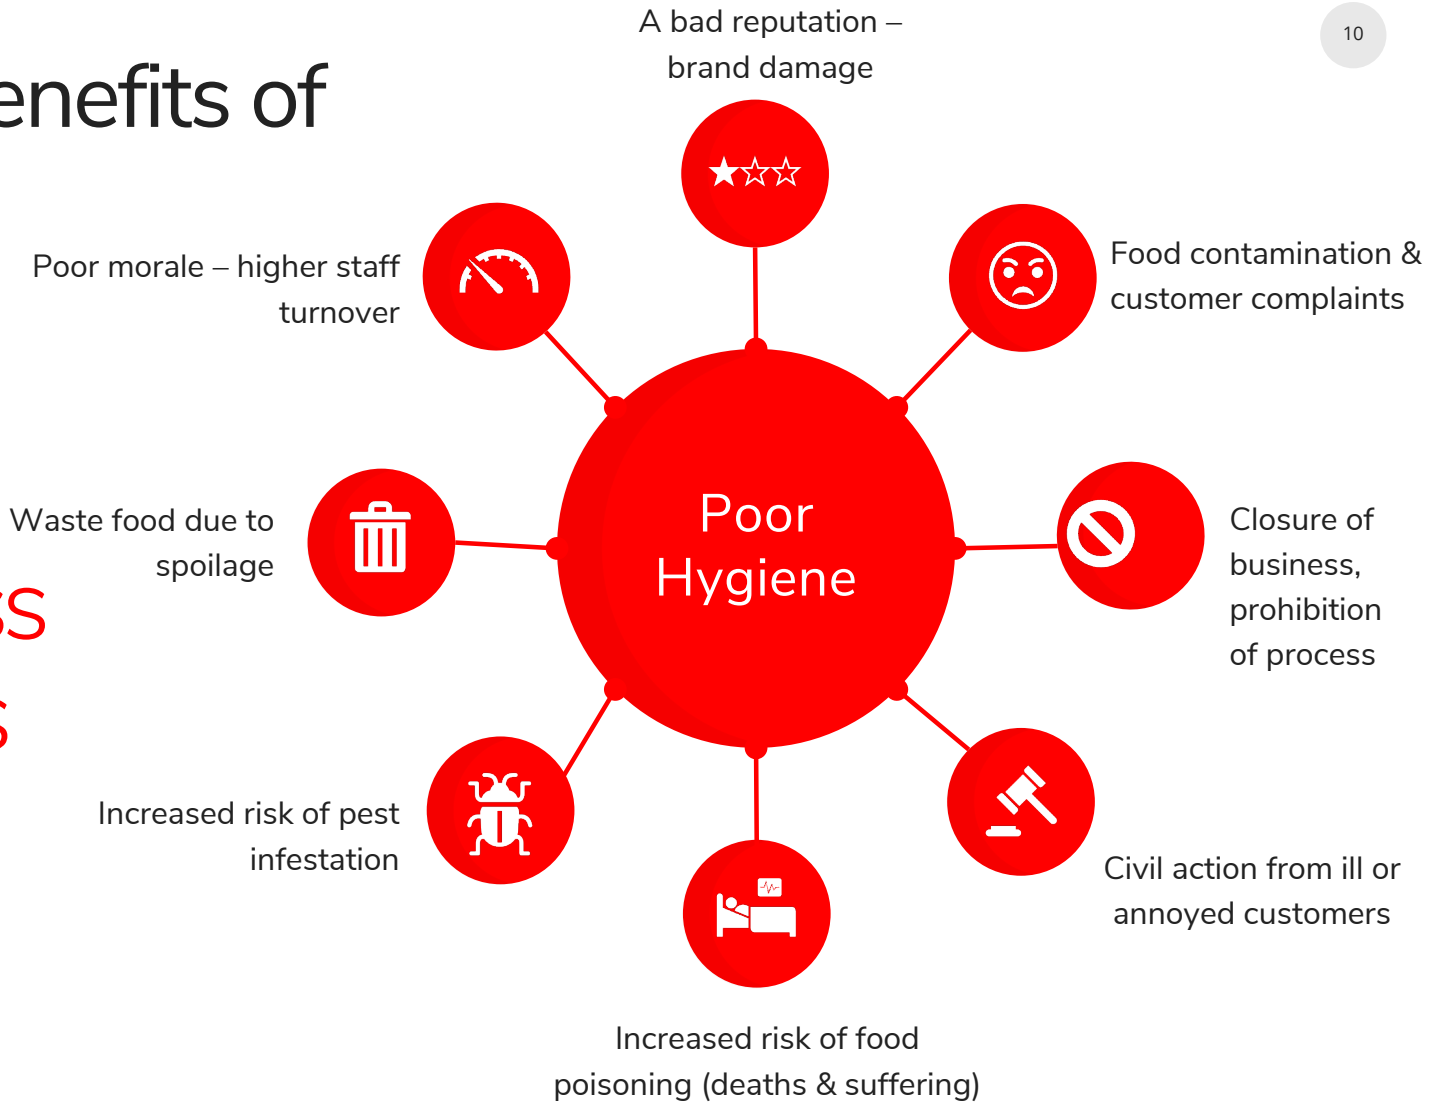 10
enefits of
A bad reputation –
brand damage
Food contamination &
customer complaints
Closure of
business,
prohibition
of process
Civil action from ill or
annoyed customers
Increased risk of food
poisoning (deaths & suffering)
Increased risk of pest
infestation
Waste food due to
spoilage
Poor morale – higher staff
turnover
Poor
Hygiene
s
s